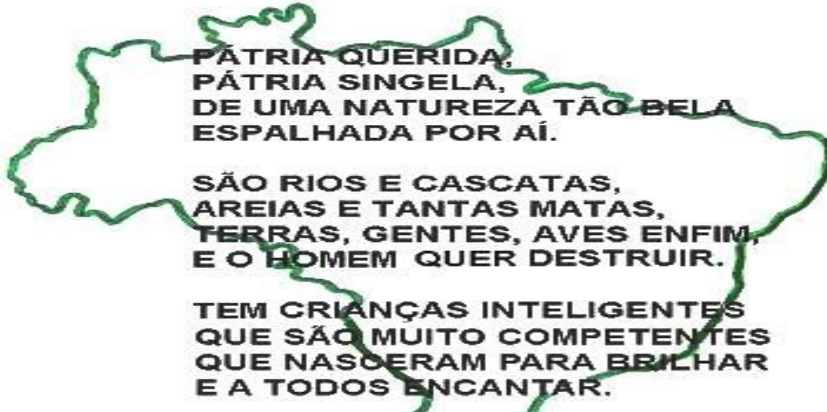 PÁTRIA QUERIDA,
PÁTRIA SINGELA,
DE UMA NATUREZA TÃO BELA
ESPALHADA POR AÍ.
SÃO RIOS E CASCATAS,
AREIAS E TANTAS MATAS,
TERRAS, GENTES, AVES ENFIM,
E O HOMEM QUER DESTRUIR.
TEM CRIANÇAS INTELIGENTES
QUE SÃO MUITO COMPETENTES
QUE NASCERAM PARA BRILHAR
E A TODOS ENCANTAR.